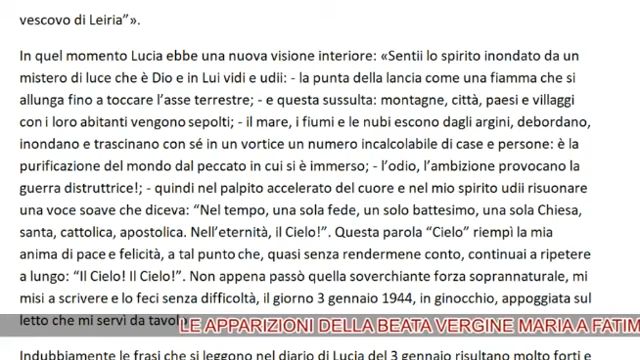 vescovo di Leiria”».
In quel momento Lucia ebbe una nuova visione interiore: «Sentii lo spirito inondato da un
mistero di luce che è Dio e in Lui vidi e udii: - la punta della lancia come una fiamma che si
allunga fino a toccare l’asse terrestre; - e questa sussulta: montagne, città, paesi e villaggi
con i loro abitanti vengono sepolti; - il mare, i fiumi e le nubi escono dagli argini, debordano,
inondano e trascinano con sé in un vortice un numero incalcolabile di case e persone: è la
purificazione del mondo dal peccato in cui si è immerso; - l’odio, l’ambizione provocano la
guerra distruttrice!; - quindi nel palpito accelerato del cuore e nel mio spirito udii risuonare
una voce soave che diceva: “Nel tempo, una sola fede, un solo battesimo, una sola Chiesa,
santa, cattolica, apostolica. Nell’eternità, il Cielo!”. Questa parola “Cielo” riempì la mia
anima di pace e felicità, a tal punto che, quasi senza rendermene conto, continuai a ripetere
a lungo: “Il Cielo! Il Cielo!”. Non appena passò quella soverchiante forza soprannaturale, mi
misi a scrivere e lo feci senza difficoltà, il giorno 3 gennaio 1944, in ginocchio, appoggiata sul
letto che mi servì da tavolo
LE APPARIZIONI DELLA BEATA VERGINE MARIA A FATIM
Indubbiamente le frasi che si leggono nel diario di Lucia del 3 gennaio risultano molto forti e